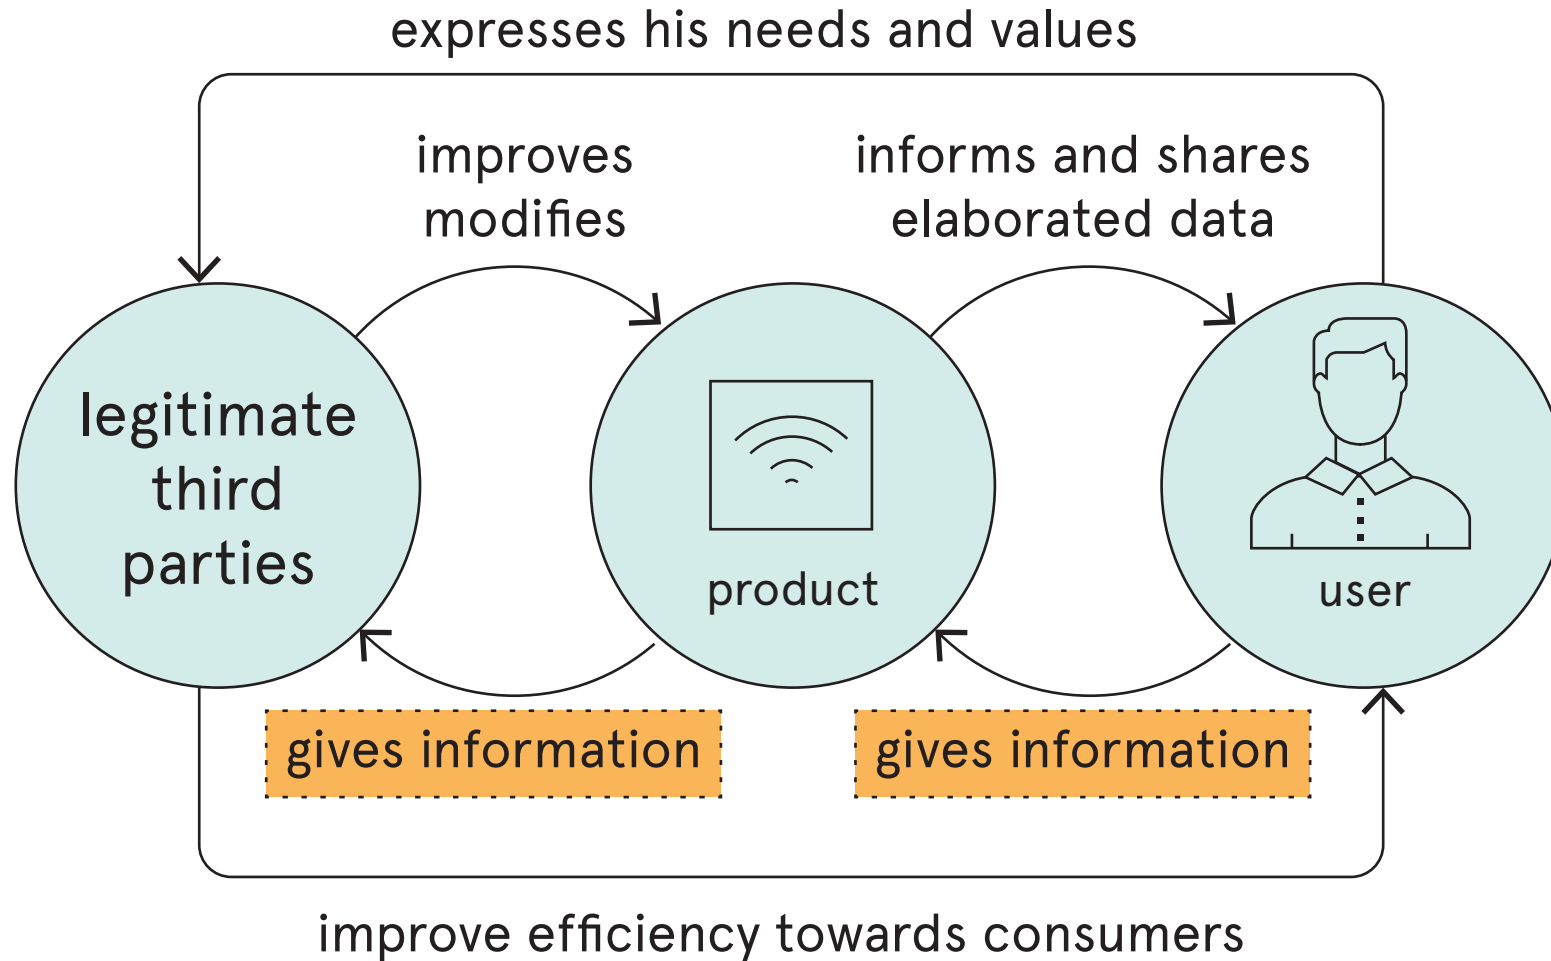 expresses his needs and values
improves
modifies
informs and shares
elaborated data
legitimate
third
parties
product
user
gives information
gives information
improve efficiency towards consumers